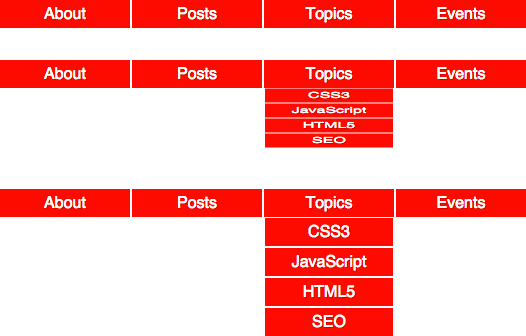 About Posts Topics Events
About Posts Topics Events
CSS3
JavaScript
HTML5
SEO
About Posts Topics Events
CSS3
JavaScript
HTML5
SEO